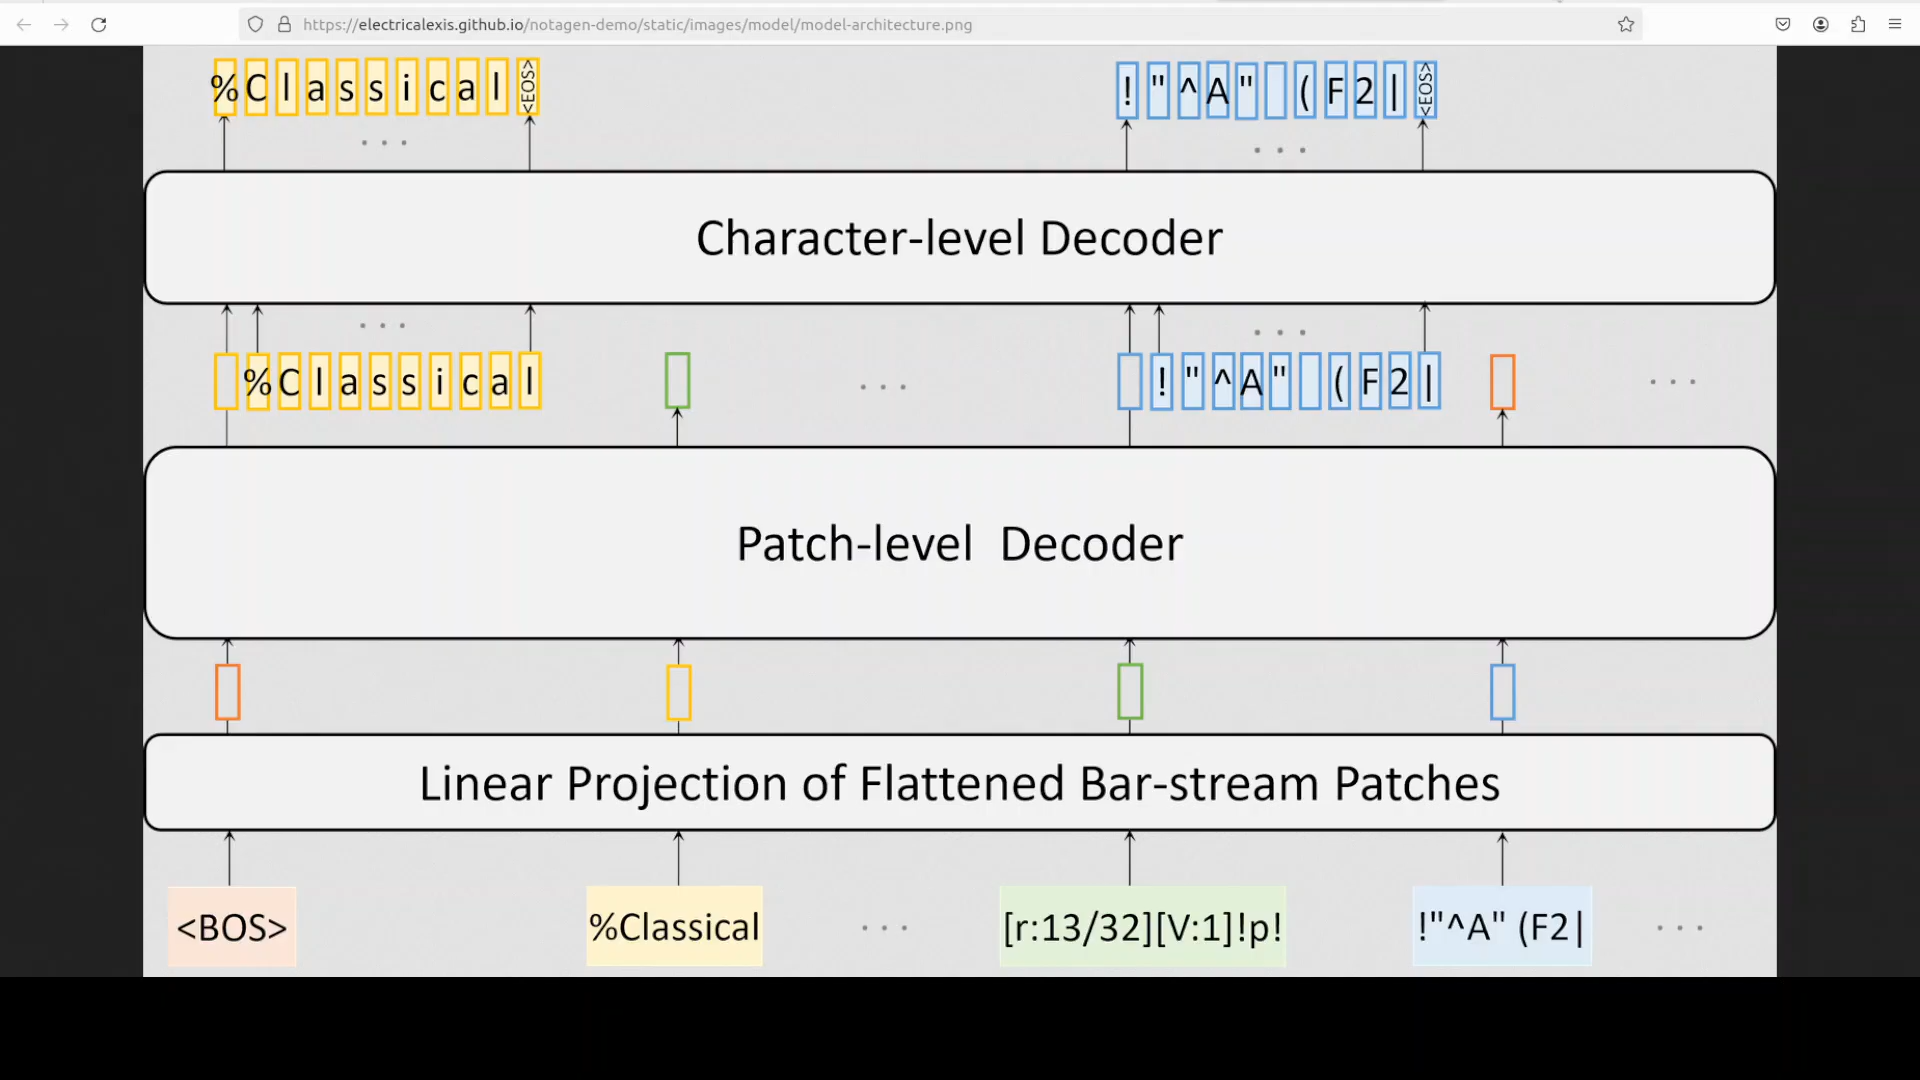 https://electricalexis.github.io/notagen-demo/static/images/model/model-architecture.png
%Classical<EOS>
!"^A" (F2|<EOS>
. . .
. . .
Character-level Decoder
. . .
. . .
%Classical
. . .
!"^A" (F2|
. . .
Patch-level Decoder
Linear Projection of Flattened Bar-stream Patches
<BOS>
%Classical
. . .
[r:13/32][V:1]!p!
!"^A" (F2|
. . .